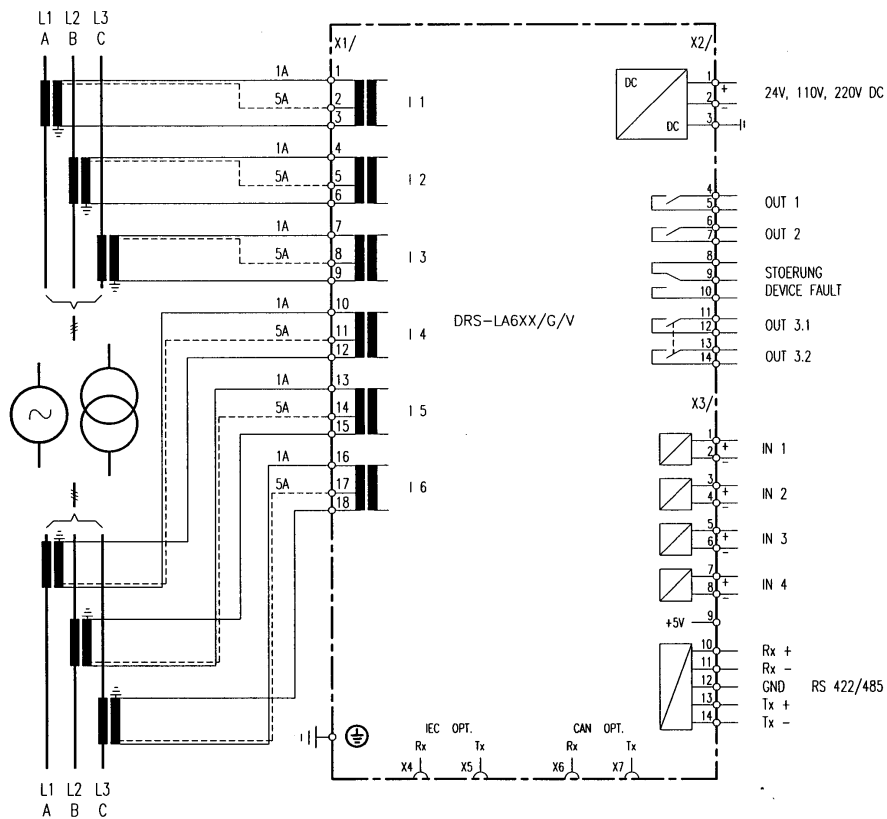 L1 L2 L3
A B C
X1/
X2/
1A 1
5A 2
3
I 1
1A 4
5A 5
6
I 2
1A 7
5A 8
9
I 3
1A 10
5A 11
12
I 4
1A 13
5A 14
15
I 5
1A 16
5A 17
18
I 6
DRS-LA6XX/G/V
DC
DC
1 +
2 −
3
24V, 110V, 220V DC
4
5
OUT 1
6
7
OUT 2
8
9
10
STOERUNG
DEVICE FAULT
11
12
OUT 3.1
13
14
OUT 3.2
X3/
1 +
2 −
IN 1
3 +
4 −
IN 2
5 +
6 −
IN 3
7 +
8 −
IN 4
+5V 9
10 Rx +
11 Rx −
12 GND
13 Tx +
14 Tx −
RS 422/485
IEC OPT.
Rx Tx
X4 X5
CAN OPT.
Rx Tx
X6 X7
L1 L2 L3
A B C